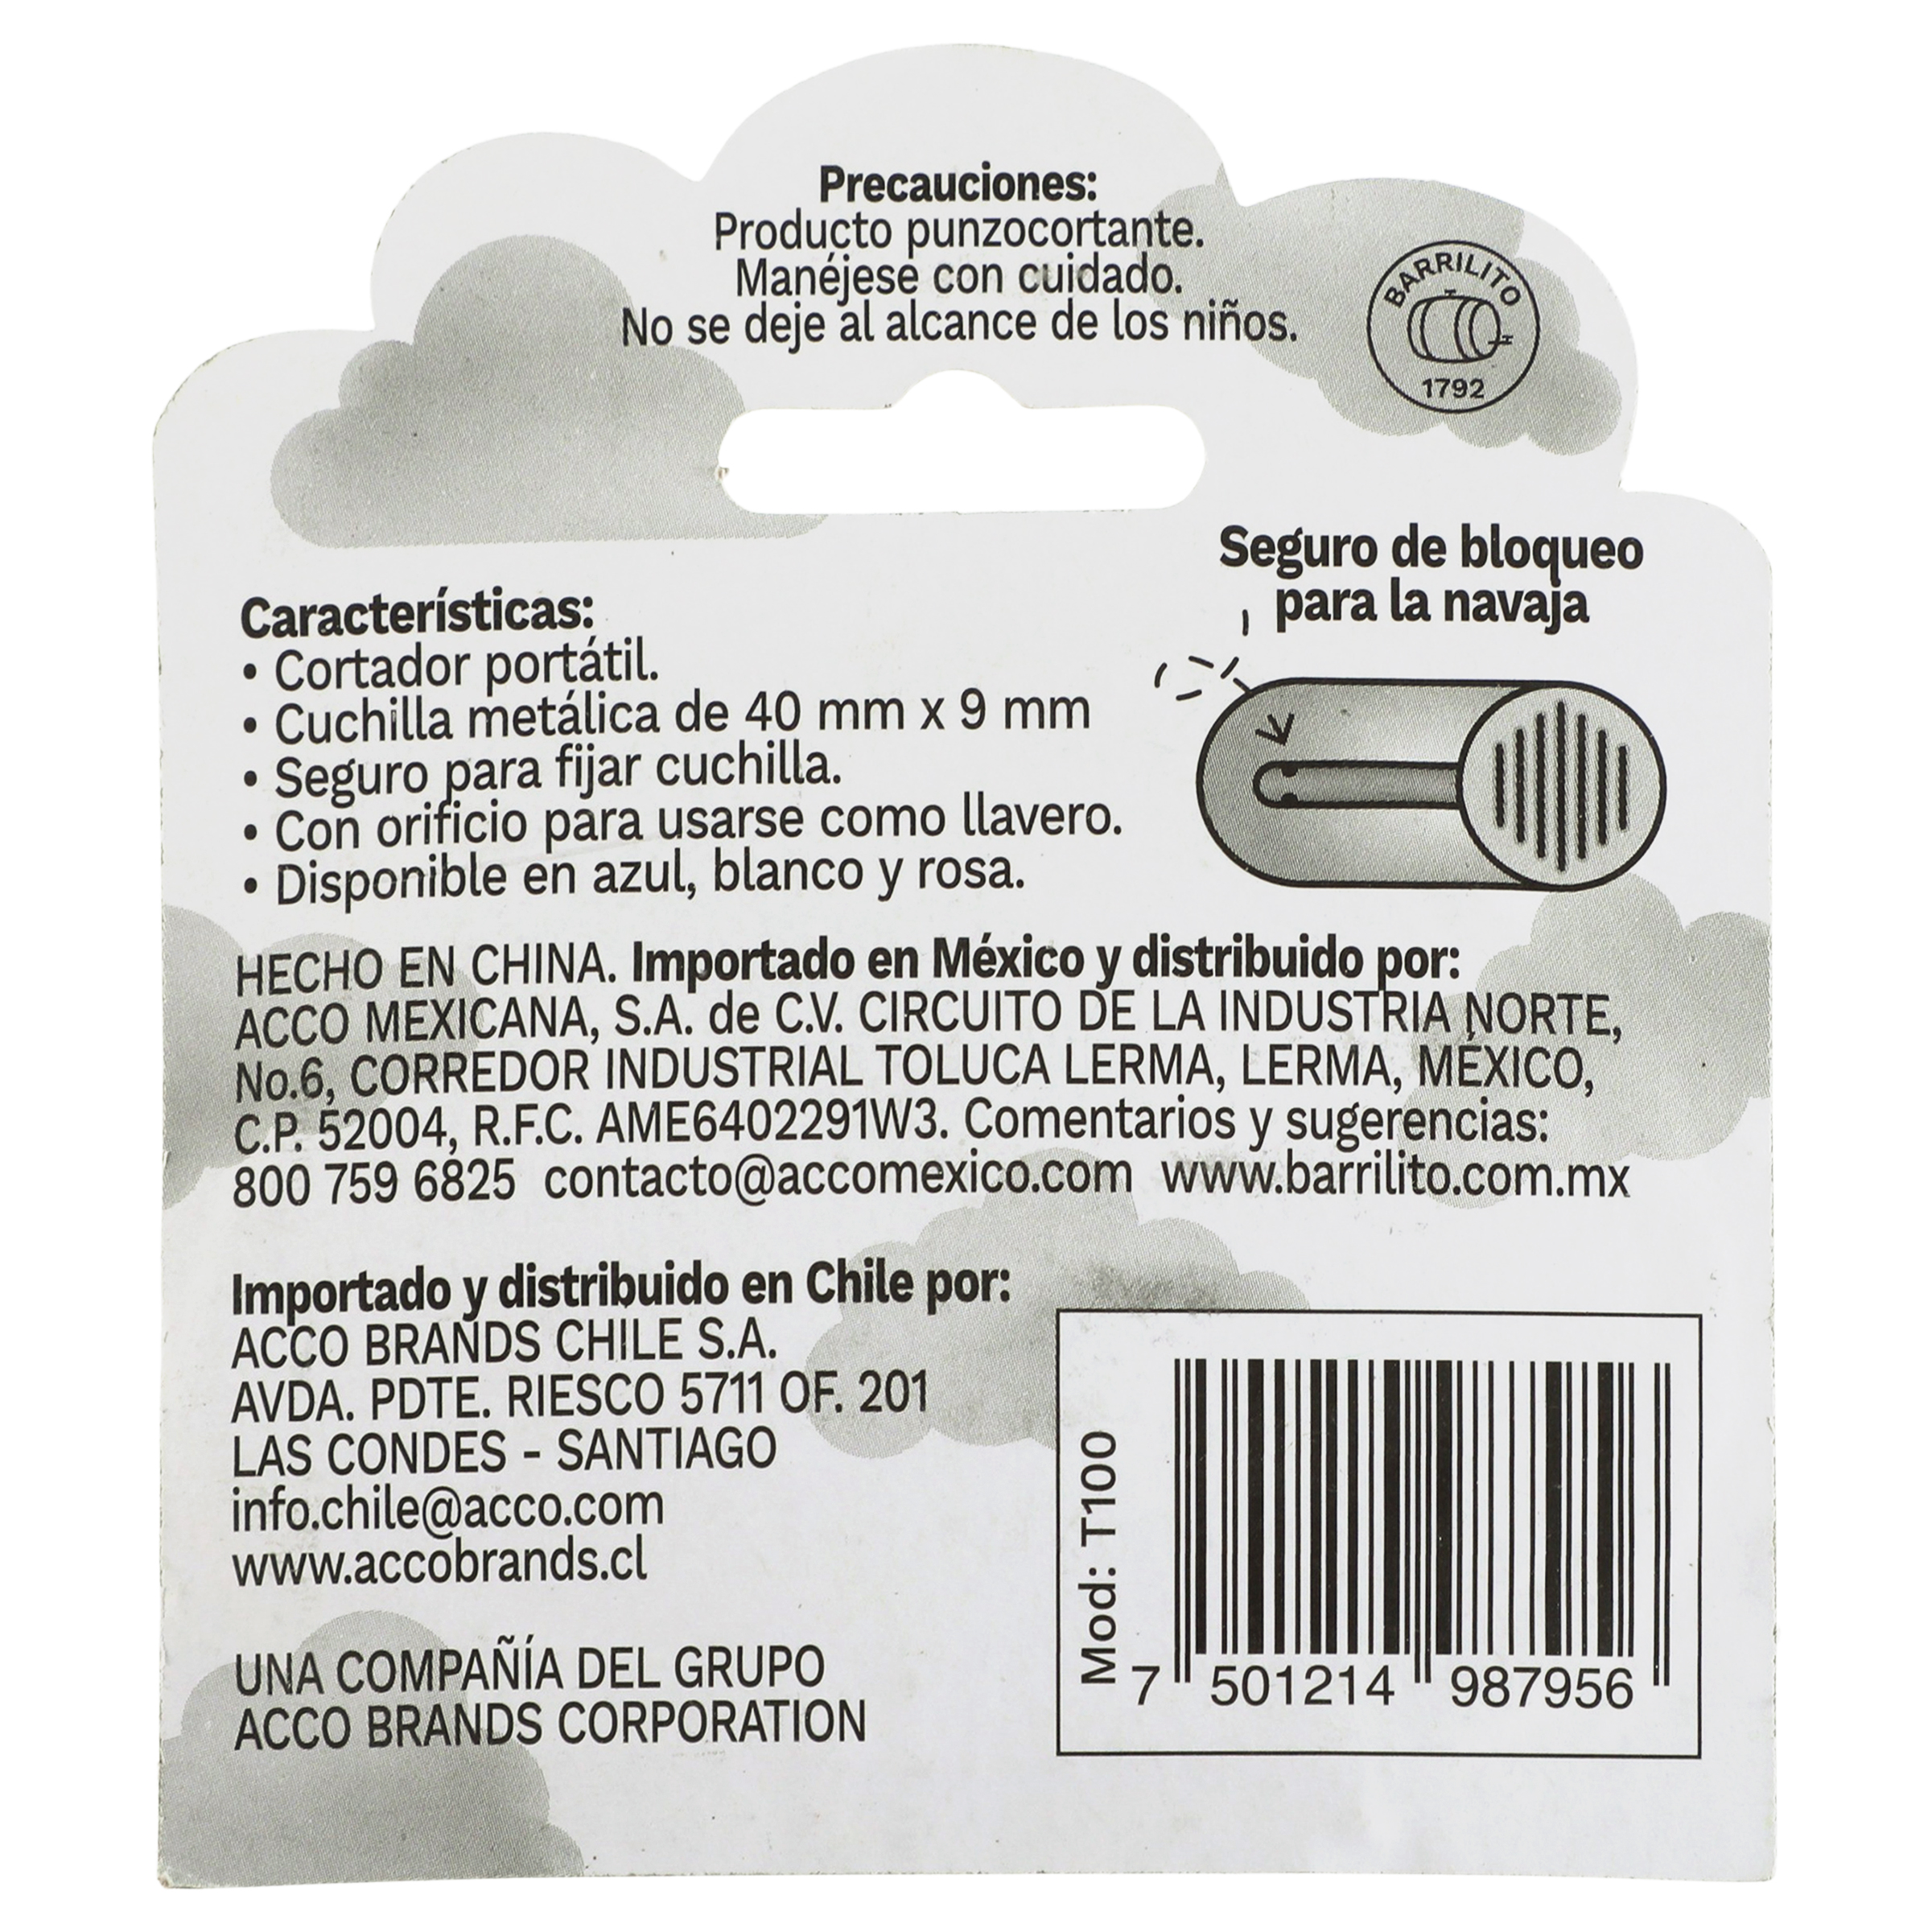 Precauciones:
Producto punzocortante.
Manéjese con cuidado.
No se deje al alcance de los niños.
BARRILITO
1792
Seguro de bloqueo
para la navaja
Características:
• Cortador portátil.
• Cuchilla metálica de 40 mm x 9 mm
• Seguro para fijar cuchilla.
• Con orificio para usarse como llavero.
• Disponible en azul, blanco y rosa.
HECHO EN CHINA. Importado en México y distribuido por:
ACCO MEXICANA, S.A. de C.V. CIRCUITO DE LA INDUSTRIA NORTE,
No.6, CORREDOR INDUSTRIAL TOLUCA LERMA, LERMA, MÉXICO,
C.P. 52004, R.F.C. AME6402291W3. Comentarios y sugerencias:
800 759 6825 contacto@accomexico.com www.barrilito.com.mx
Importado y distribuido en Chile por:
ACCO BRANDS CHILE S.A.
AVDA. PDTE. RIESCO 5711 OF. 201
LAS CONDES - SANTIAGO
info.chile@acco.com
www.accobrands.cl
UNA COMPAÑÍA DEL GRUPO
ACCO BRANDS CORPORATION
Mod: T100
7 501214 987956